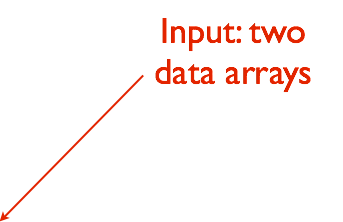 Input: two
data arrays